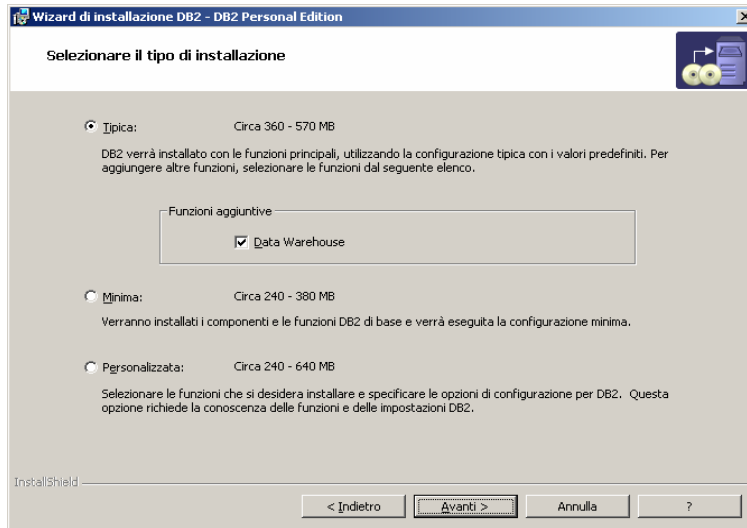 Wizard di installazione DB2 - DB2 Personal Edition
Selezionare il tipo di installazione
Tipica: Circa 360 - 570 MB
DB2 verrà installato con le funzioni principali, utilizzando la configurazione tipica con i valori predefiniti. Per
aggiungere altre funzioni, selezionare le funzioni dal seguente elenco.
Funzioni aggiuntive
Data Warehouse
Minima: Circa 240 - 380 MB
Verranno installati i componenti e le funzioni DB2 di base e verrà eseguita la configurazione minima.
Personalizzata: Circa 240 - 640 MB
Selezionare le funzioni che si desidera installare e specificare le opzioni di configurazione per DB2. Questa
opzione richiede la conoscenza delle funzioni e delle impostazioni DB2.
InstallShield
< Indietro Avanti > Annulla ?